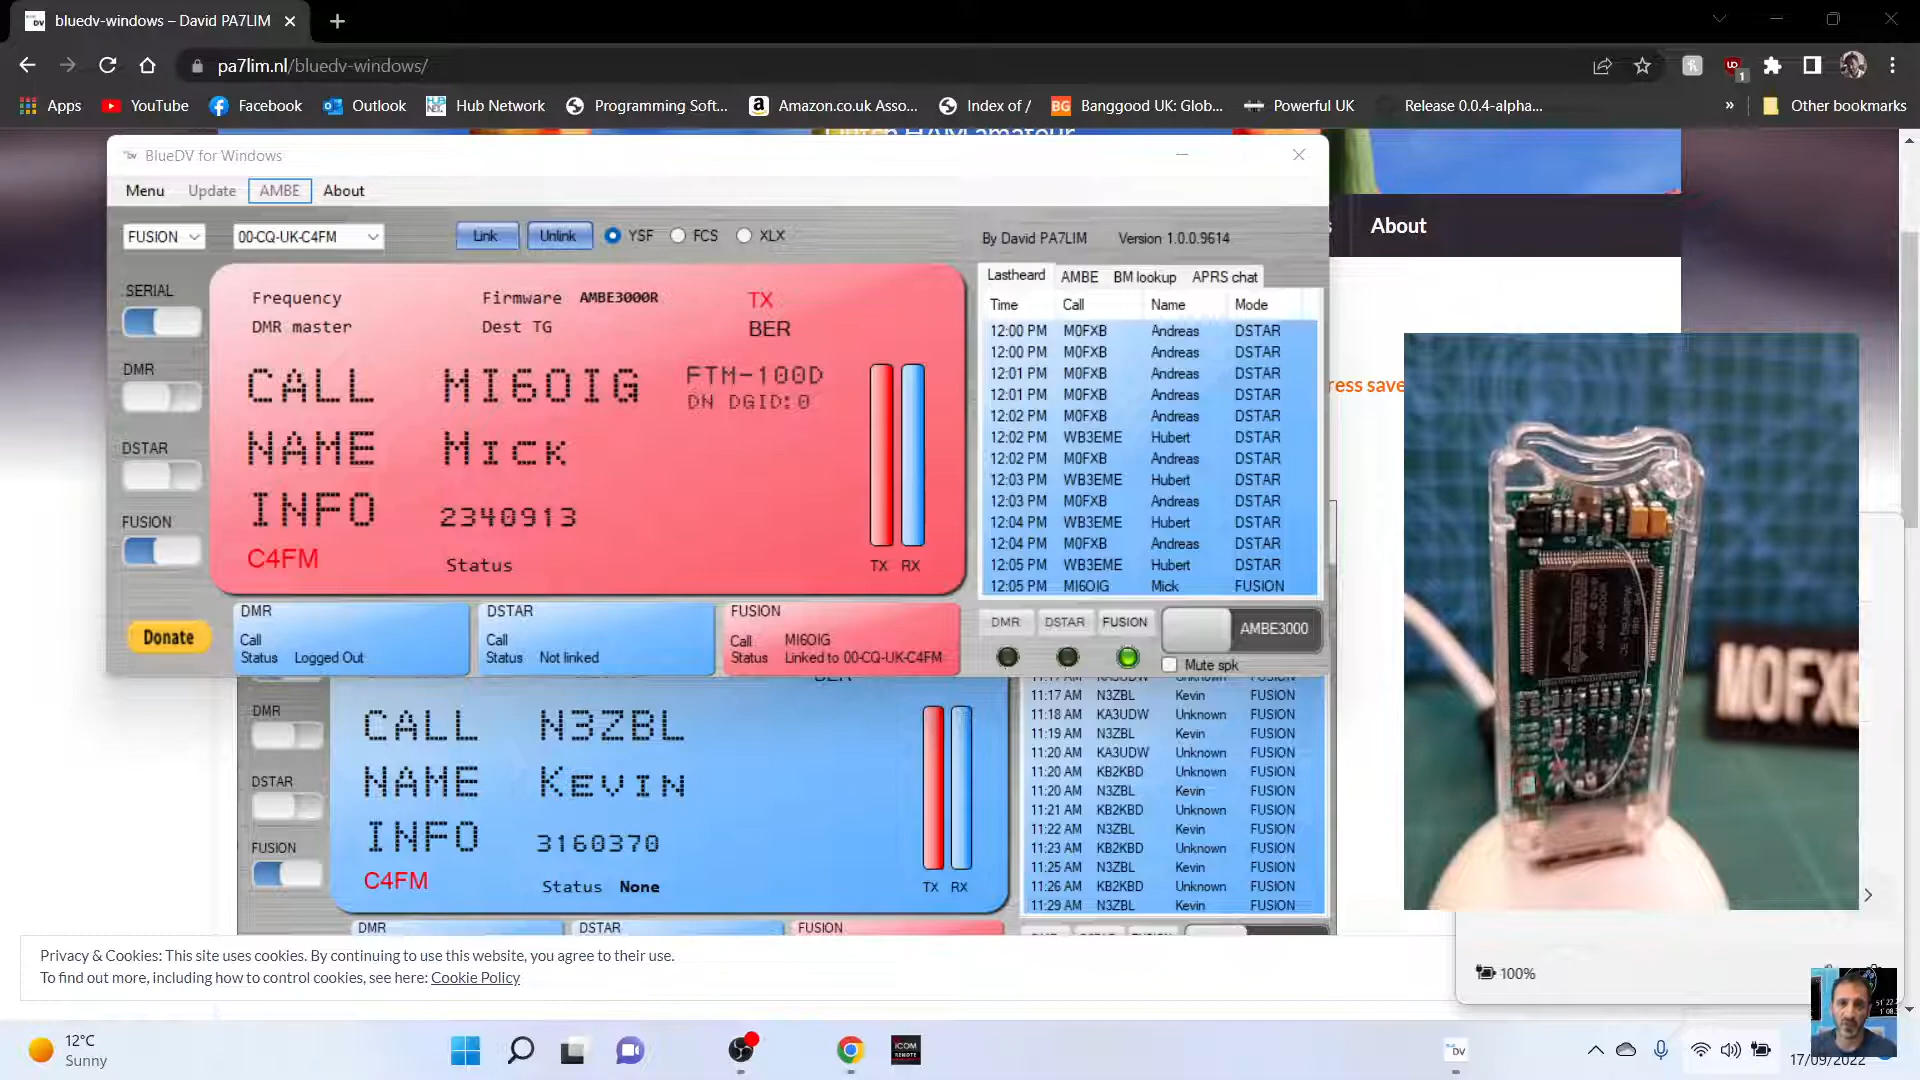 bluedv-windows – David PA7LIM
pa7lim.nl/bluedv-windows/
Apps YouTube Facebook Outlook Hub Network Programming Soft... Amazon.co.uk Asso... Index of / Banggood UK: Glob... Powerful UK Release 0.0.4-alpha... » Other bookmarks
Dutch HAM amateur
About
BlueDV for Windows
Menu Update AMBE About
FUSION 00-CQ-UK-C4FM Link Unlink YSF FCS XLX
By David PA7LIM Version 1.0.0.9614
SERIAL
DMR
DSTAR
FUSION
Donate
Frequency Firmware AMBE3000R TX
DMR master Dest TG BER
CALL MI6OIG FTM-100D
DN DGID:0
NAME Mick
INFO 2340913
C4FM Status TX RX
Lastheard AMBE BM lookup APRS chat
Time Call Name Mode
12:00 PM M0FXB Andreas DSTAR
12:00 PM M0FXB Andreas DSTAR
12:01 PM M0FXB Andreas DSTAR
12:01 PM M0FXB Andreas DSTAR
12:02 PM M0FXB Andreas DSTAR
12:02 PM WB3EME Hubert DSTAR
12:02 PM M0FXB Andreas DSTAR
12:03 PM WB3EME Hubert DSTAR
12:03 PM M0FXB Andreas DSTAR
12:04 PM WB3EME Hubert DSTAR
12:04 PM M0FXB Andreas DSTAR
12:05 PM WB3EME Hubert DSTAR
12:05 PM MI6OIG Mick FUSION
DMR
Call
Status Logged Out
DSTAR
Call
Status Not linked
FUSION
Call MI6OIG
Status Linked to 00-CQ-UK-C4FM
DMR DSTAR FUSION AMBE3000
Mute spk
ress save
M0FXB
BER
DMR
DSTAR
FUSION
CALL N3ZBL
NAME Kevin
INFO 3160370
C4FM Status None TX RX
11:17 AM KA3UDW Unknown FUSION
11:17 AM N3ZBL Kevin FUSION
11:18 AM KA3UDW Unknown FUSION
11:19 AM N3ZBL Kevin FUSION
11:20 AM KA3UDW Unknown FUSION
11:20 AM KB2KBD Unknown FUSION
11:20 AM N3ZBL Kevin FUSION
11:21 AM KB2KBD Unknown FUSION
11:22 AM N3ZBL Kevin FUSION
11:23 AM KB2KBD Unknown FUSION
11:25 AM N3ZBL Kevin FUSION
11:26 AM KB2KBD Unknown FUSION
11:29 AM N3ZBL Kevin FUSION
DMR DSTAR FUSION
Privacy & Cookies: This site uses cookies. By continuing to use this website, you agree to their use.
To find out more, including how to control cookies, see here: Cookie Policy
100%
12°C
Sunny
ICOM
REMOTE
DV
17/09/2022